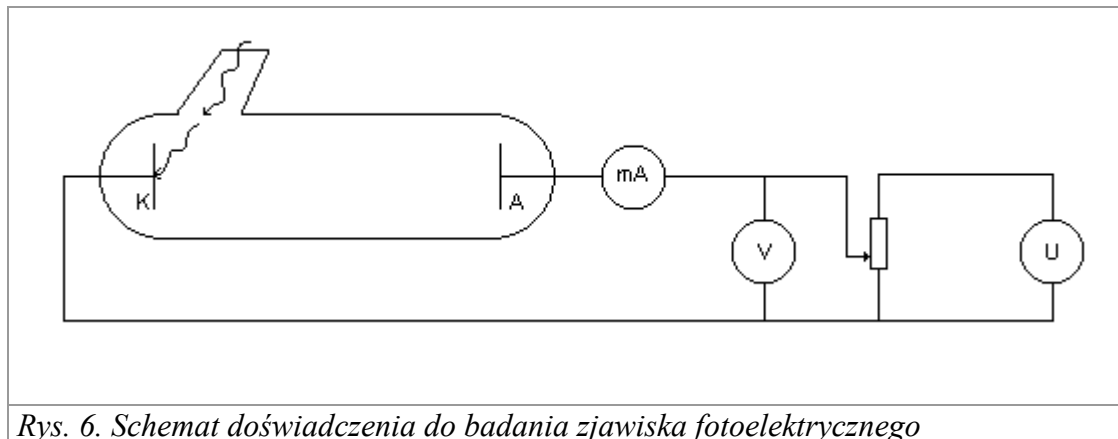 K
A
mA
V
U
Rys. 6. Schemat doświadczenia do badania zjawiska fotoelektrycznego